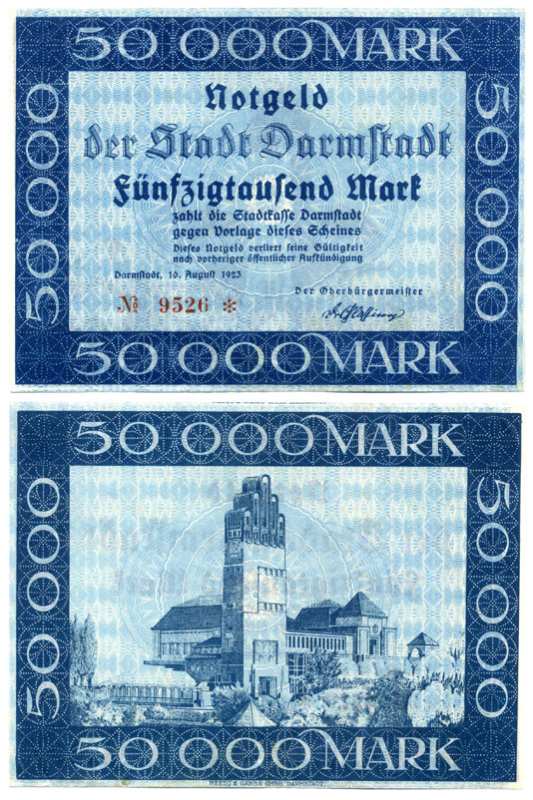 50 000 MARK
50 000
Notgeld
der Stadt Darmstadt
Fünfzigtausend Mark
zahlt die Stadtkasse Darmstadt
gegen Vorlage dieses Scheines
Dieses Notgeld verliert seine Gültigkeit
nach vorheriger öffentlicher Aufkündigung
Darmstadt, 10. August 1923
Der Oberbürgermeister
№ 9526 *
50 000
50 000 MARK
50 000 MARK
50 000
50 000
50 000 MARK